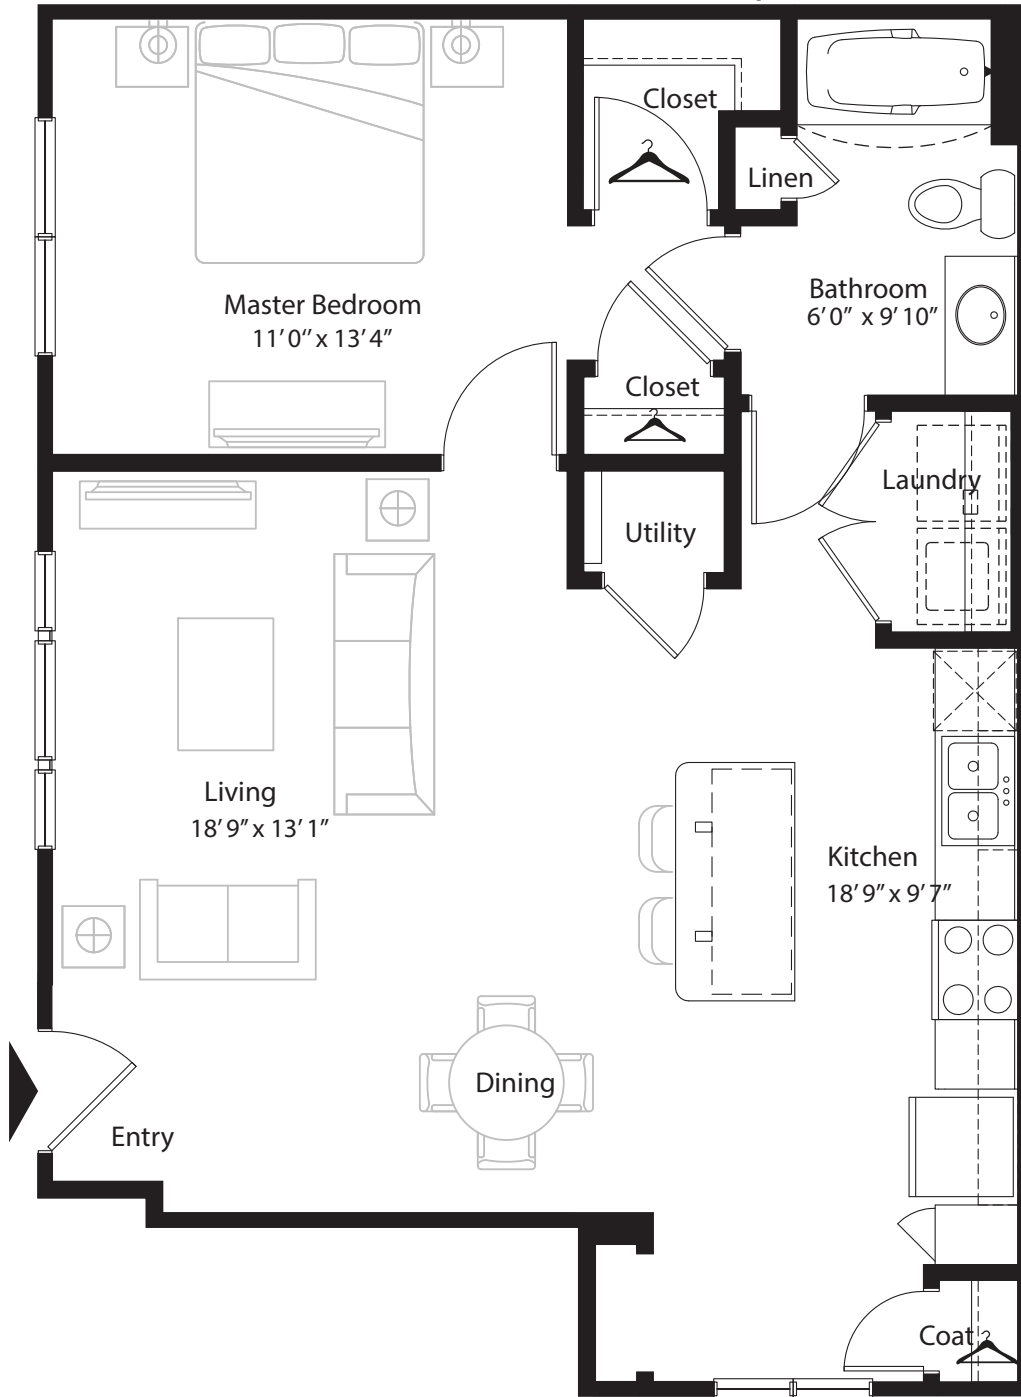 Closet
Linen
Master Bedroom
11'0" x 13'4"
Bathroom
6'0" x 9'10"
Closet
Laundry
Utility
Living
18'9" x 13'1"
Kitchen
18'9" x 9'7"
Dining
Entry
Coat